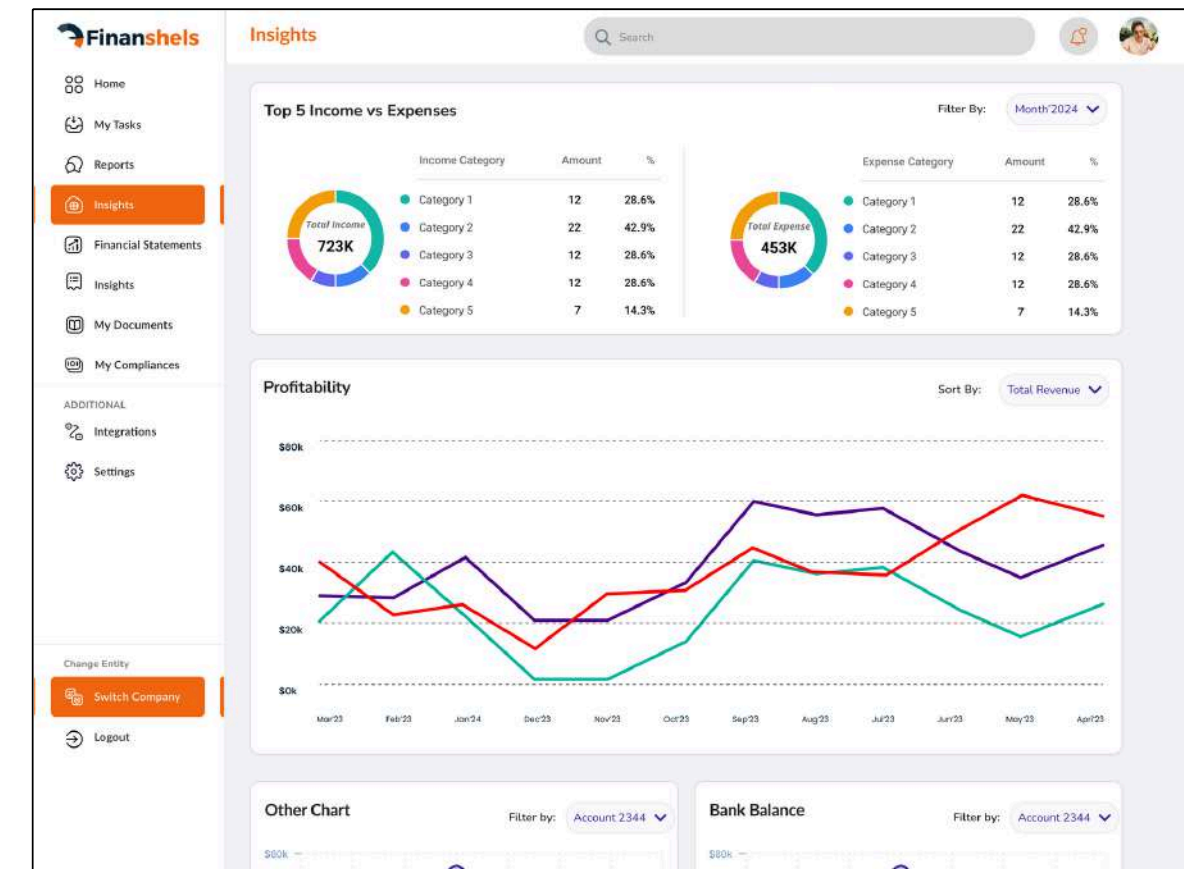 Finanshels
Insights
Search
Home
My Tasks
Reports
Insights
Financial Statements
Insights
My Documents
My Compliances
ADDITIONAL
Integrations
Settings
Change Entity
Switch Company
Logout
Top 5 Income vs Expenses
Filter By: Month'2024
Total Income
723K
Income Category Amount %
Category 1 12 28.6%
Category 2 22 42.9%
Category 3 12 28.6%
Category 4 12 28.6%
Category 5 7 14.3%
Total Expense
453K
Expense Category Amount %
Category 1 12 28.6%
Category 2 22 42.9%
Category 3 12 28.6%
Category 4 12 28.6%
Category 5 7 14.3%
Profitability
Sort By: Total Revenue
$80k
$60k
$40k
$20k
$0k
Mar'23 Feb'23 Jan'24 Dec'23 Nov'23 Oct'23 Sep'23 Aug'23 Jul'23 Jun'23 May'23 Apri'23
Other Chart
Filter by: Account 2344
$80k
Bank Balance
Filter by: Account 2344
$80k